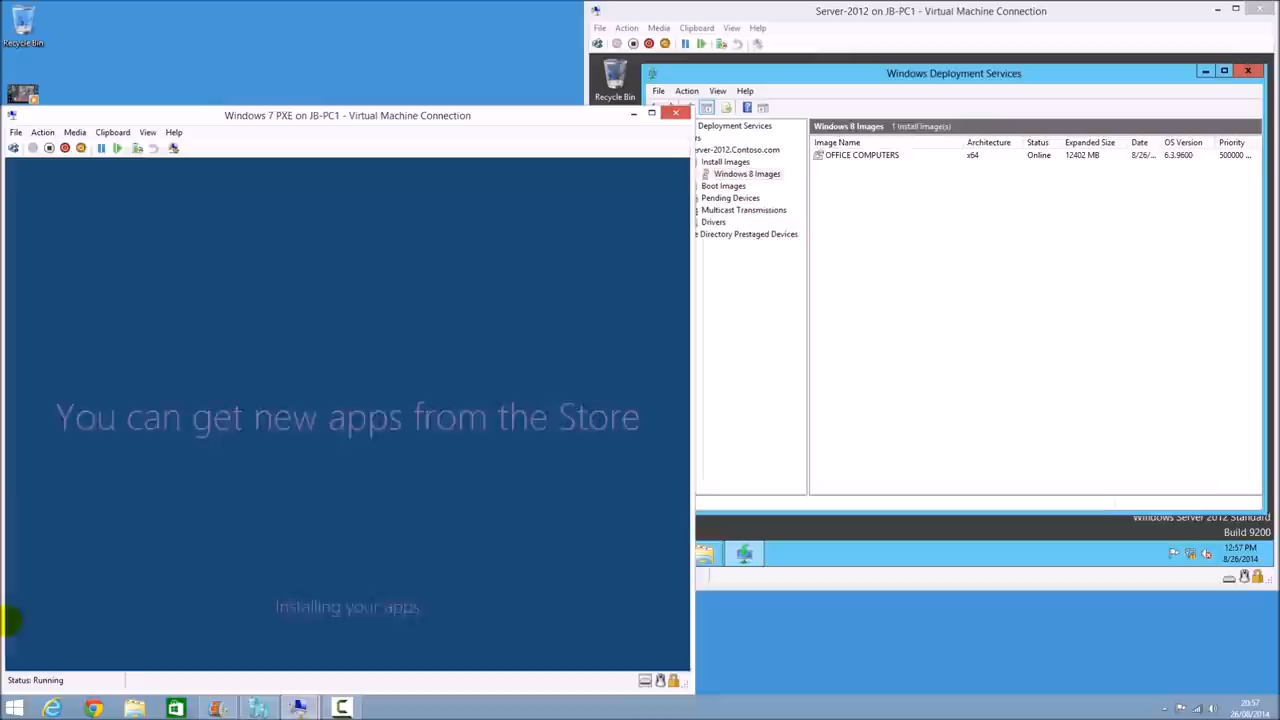 Recycle Bin
Server-2012 on JB-PC1 - Virtual Machine Connection
File Action Media Clipboard View Help
Recycle Bin
Windows Deployment Services
File Action View Help
Deployment Services
erver-2012.Contoso.com
Install Images
Windows 8 Images
Boot Images
Pending Devices
Multicast Transmissions
Drivers
e Directory Prestaged Devices
Windows 8 Images 1 Install Image(s)
Image Name Architecture Status Expanded Size Date OS Version Priority
OFFICE COMPUTERS x64 Online 12402 MB 8/26/... 6.3.9600 500000 ...
Windows Server 2012 Standard
Build 9200
12:57 PM
8/26/2014
Windows 7 PXE on JB-PC1 - Virtual Machine Connection
File Action Media Clipboard View Help
You can get new apps from the Store
Installing your apps
Status: Running
20:57
26/08/2014